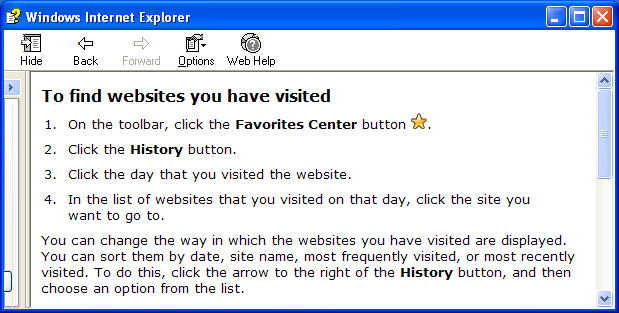 Windows Internet Explorer
Hide Back Forward Options Web Help
To find websites you have visited
1. On the toolbar, click the Favorites Center button .
2. Click the History button.
3. Click the day that you visited the website.
4. In the list of websites that you visited on that day, click the site you
want to go to.
You can change the way in which the websites you have visited are displayed.
You can sort them by date, site name, most frequently visited, or most recently
visited. To do this, click the arrow to the right of the History button, and then
choose an option from the list.